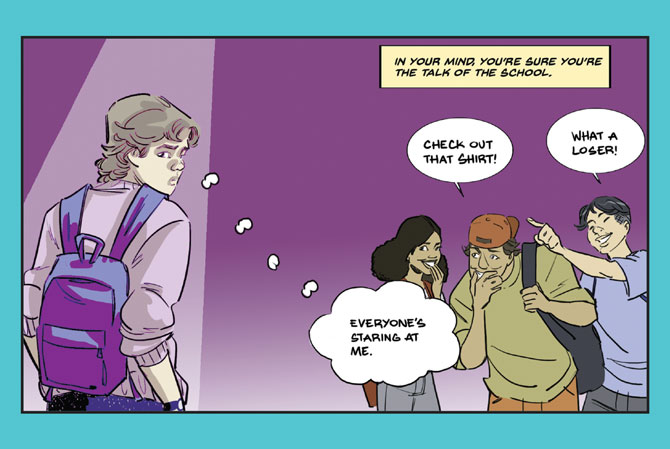 IN YOUR MIND, YOU'RE SURE YOU'RE
THE TALK OF THE SCHOOL.
CHECK OUT
THAT SHIRT!
WHAT A
LOSER!
EVERYONE'S
STARING AT
ME.